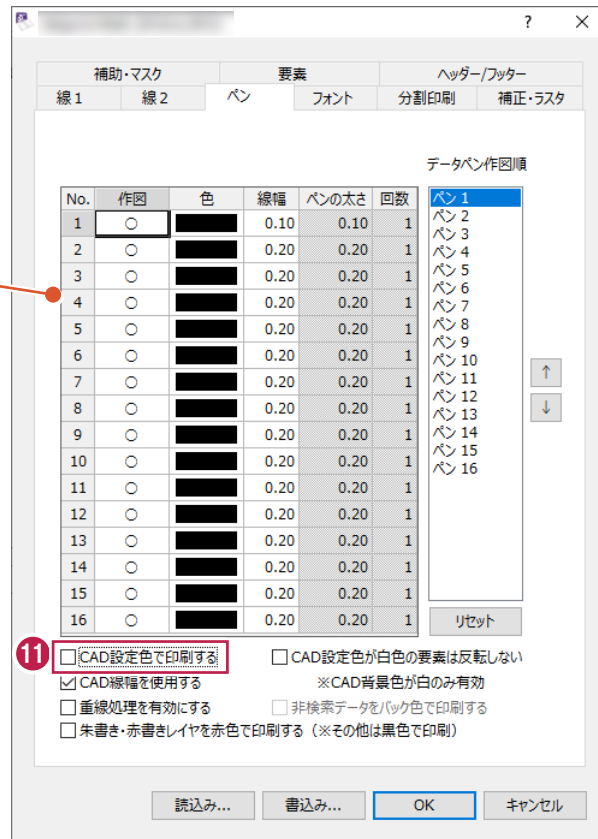 ?
補助・マスク 要素 ヘッダー/フッター
線1 線2 ペン フォント 分割印刷 補正・ラスタ
データペン作図順
No. 作図 色 線幅 ペンの太さ 回数
1 ○ 0.10 0.10 1
2 ○ 0.20 0.20 1
3 ○ 0.20 0.20 1
4 ○ 0.20 0.20 1
5 ○ 0.20 0.20 1
6 ○ 0.20 0.20 1
7 ○ 0.20 0.20 1
8 ○ 0.20 0.20 1
9 ○ 0.20 0.20 1
10 ○ 0.20 0.20 1
11 ○ 0.20 0.20 1
12 ○ 0.20 0.20 1
13 ○ 0.20 0.20 1
14 ○ 0.20 0.20 1
15 ○ 0.20 0.20 1
16 ○ 0.20 0.20 1
ペン 1
ペン 2
ペン 3
ペン 4
ペン 5
ペン 6
ペン 7
ペン 8
ペン 9
ペン 10
ペン 11
ペン 12
ペン 13
ペン 14
ペン 15
ペン 16
↑
↓
リセット
11 CAD設定色で印刷する CAD設定色が白色の要素は反転しない
CAD線幅を使用する ※CAD背景色が白のみ有効
重線処理を有効にする 非検索データをバック色で印刷する
朱書き・赤書きレイヤを赤色で印刷する（※その他は黒色で印刷）
読込み... 書込み... OK キャンセル